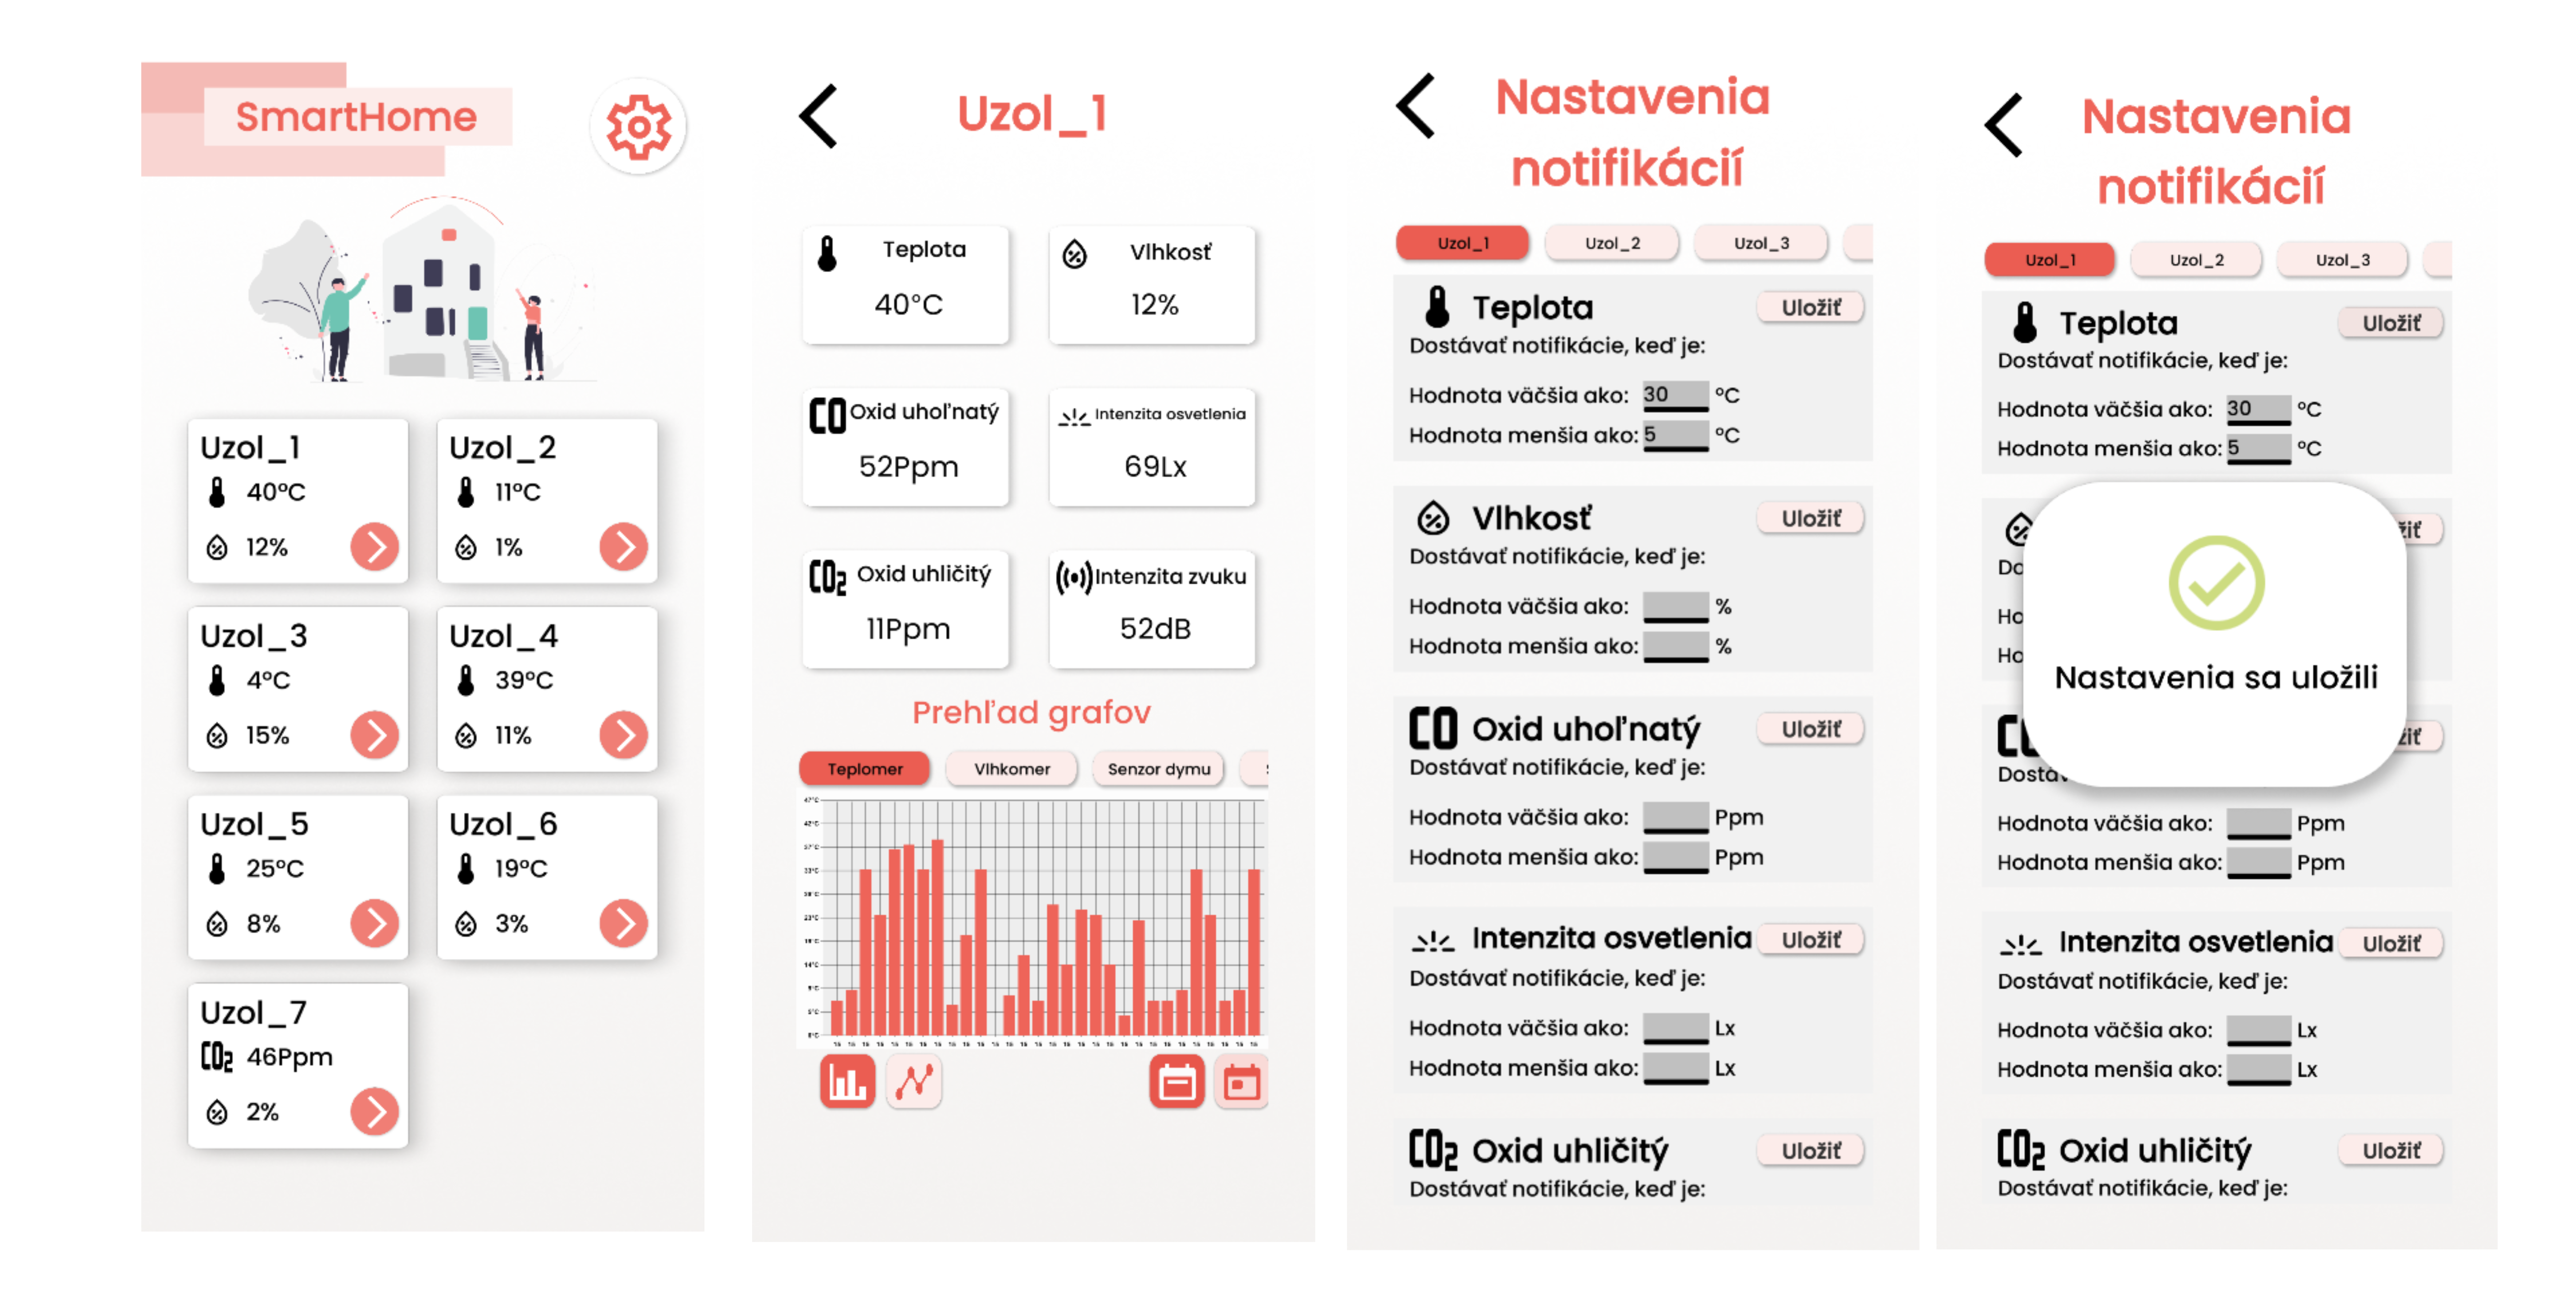 SmartHome
Uzol_1
40°C
12%
Uzol_2
11°C
1%
Uzol_3
4°C
15%
Uzol_4
39°C
11%
Uzol_5
25°C
8%
Uzol_6
19°C
3%
Uzol_7
CO2 46Ppm
2%
Uzol_1
Teplota
40°C
Vlhkosť
12%
CO Oxid uhoľnatý
52Ppm
Intenzita osvetlenia
69Lx
CO2 Oxid uhličitý
11Ppm
Intenzita zvuku
52dB
Prehľad grafov
Teplomer
Vlhkomer
Senzor dymu
Nastavenia
notifikácií
Uzol_1
Uzol_2
Uzol_3
Teplota
Uložiť
Dostávať notifikácie, keď je:
Hodnota väčšia ako: 30 °C
Hodnota menšia ako: 5 °C
Vlhkosť
Uložiť
Dostávať notifikácie, keď je:
Hodnota väčšia ako: %
Hodnota menšia ako: %
CO Oxid uhoľnatý
Uložiť
Dostávať notifikácie, keď je:
Hodnota väčšia ako: Ppm
Hodnota menšia ako: Ppm
Intenzita osvetlenia
Uložiť
Dostávať notifikácie, keď je:
Hodnota väčšia ako: Lx
Hodnota menšia ako: Lx
CO2 Oxid uhličitý
Uložiť
Dostávať notifikácie, keď je:
Nastavenia
notifikácií
Uzol_1
Uzol_2
Uzol_3
Teplota
Uložiť
Dostávať notifikácie, keď je:
Hodnota väčšia ako: 30 °C
Hodnota menšia ako: 5 °C
Nastavenia sa uložili
Hodnota väčšia ako: Ppm
Hodnota menšia ako: Ppm
Intenzita osvetlenia
Uložiť
Dostávať notifikácie, keď je:
Hodnota väčšia ako: Lx
Hodnota menšia ako: Lx
CO2 Oxid uhličitý
Uložiť
Dostávať notifikácie, keď je: